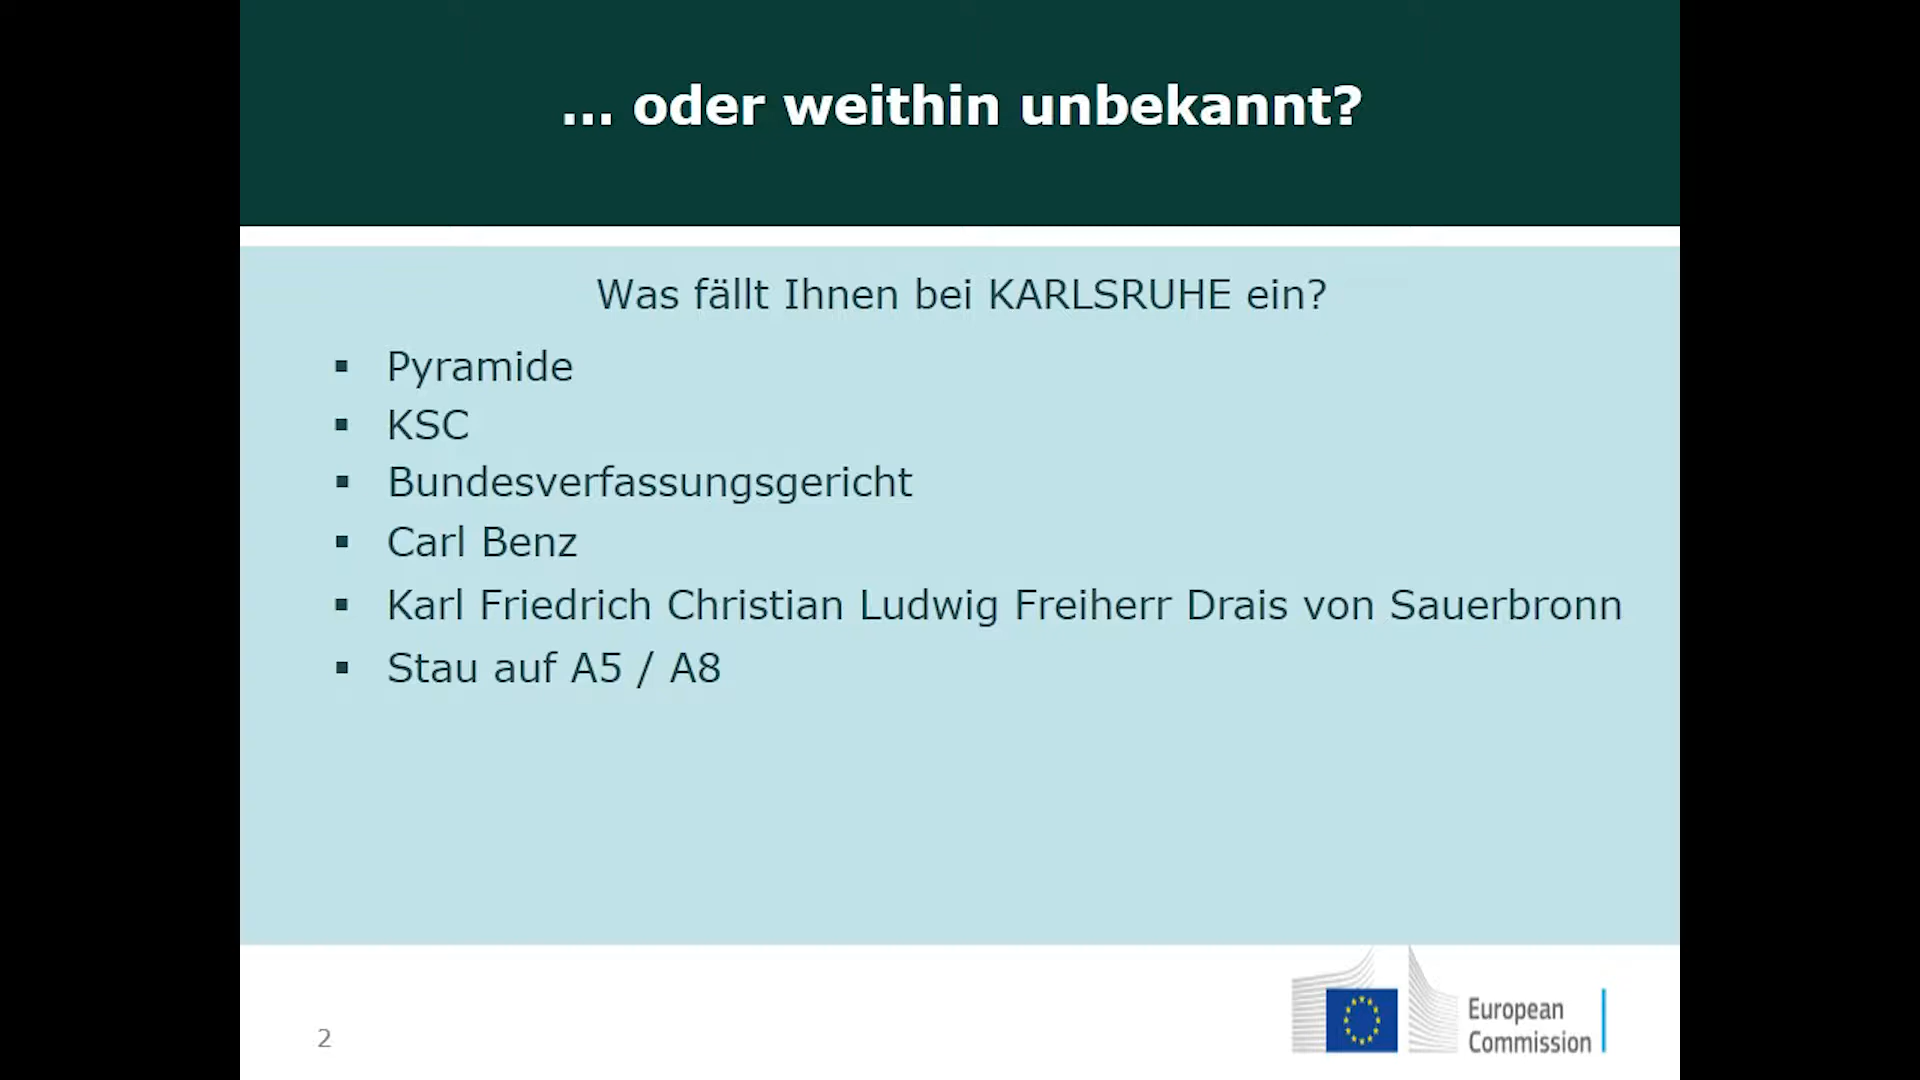 ... oder weithin unbekannt?
Was fällt Ihnen bei KARLSRUHE ein?
▪ Pyramide
▪ KSC
▪ Bundesverfassungsgericht
▪ Carl Benz
▪ Karl Friedrich Christian Ludwig Freiherr Drais von Sauerbronn
▪ Stau auf A5 / A8
2
European
Commission